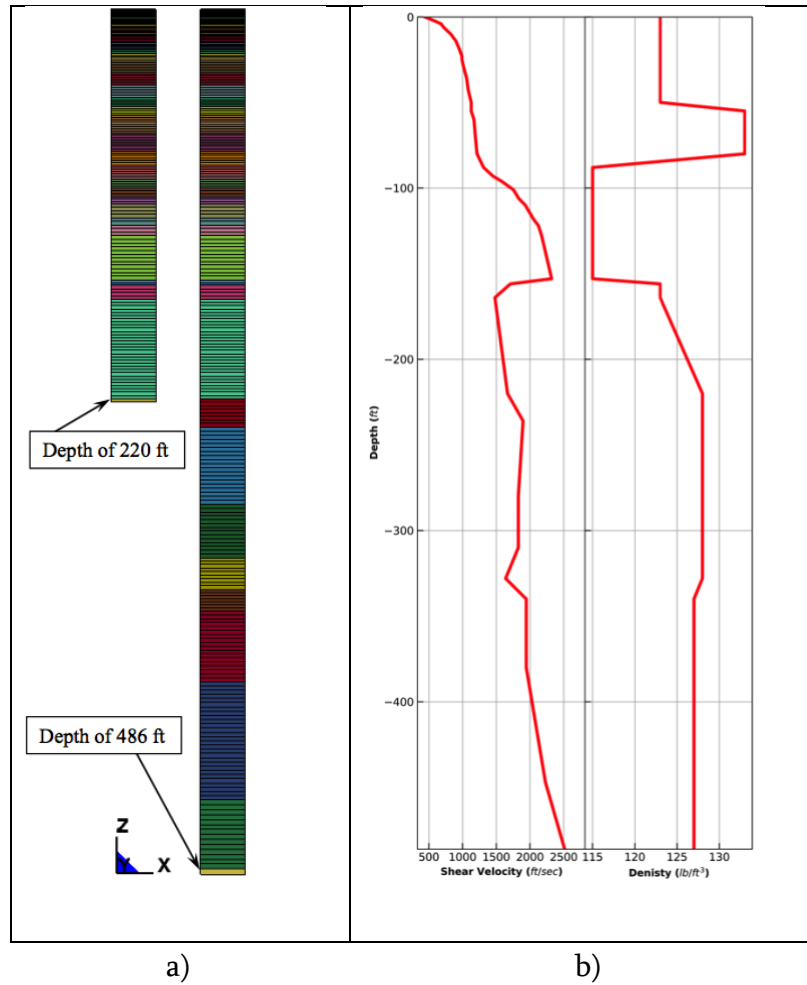 Depth of 220 ft
Depth of 486 ft
Z
Y
X
a)
0
−100
−200
−300
−400
Depth (ft)
500 1000 1500 2000 2500
Shear Velocity (ft/sec)
115 120 125 130
Denisty (lb/ft³)
b)